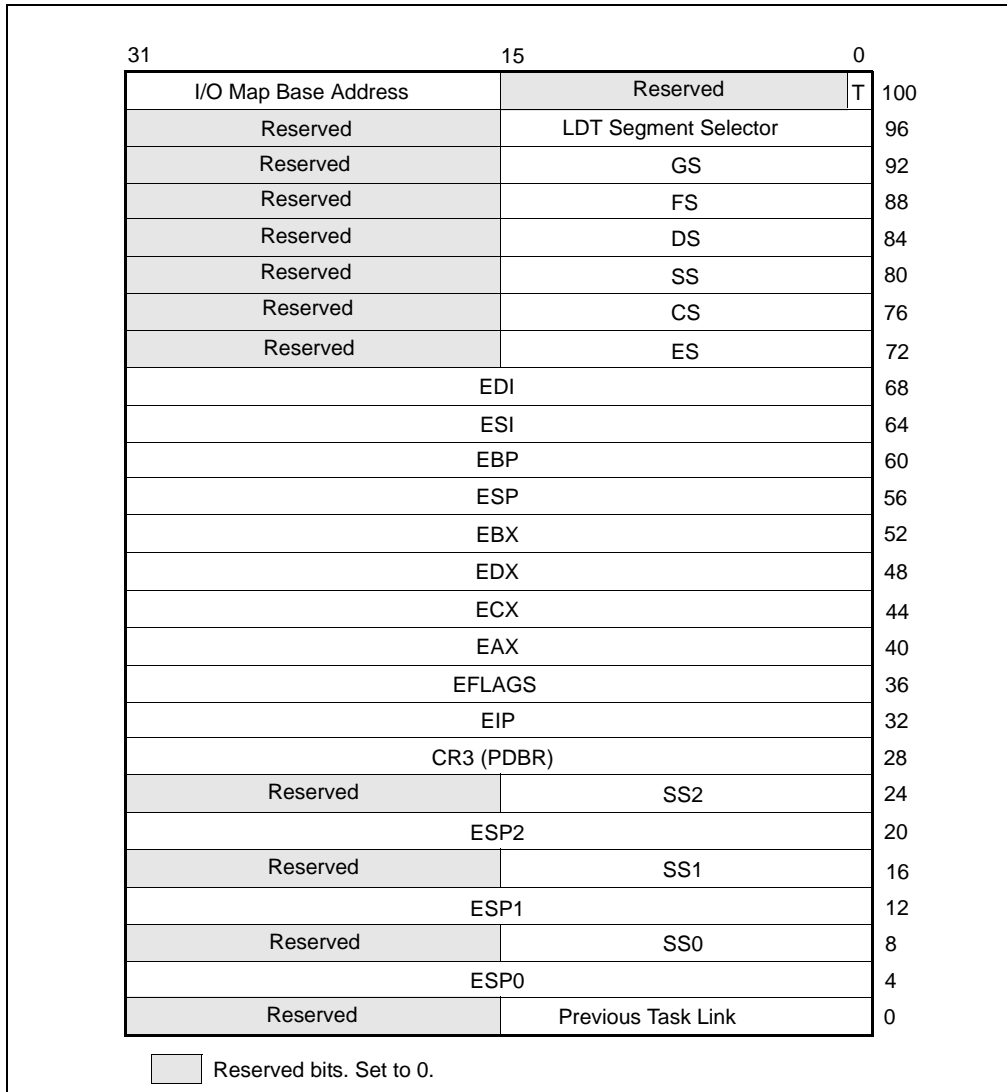 31 15 0
I/O Map Base Address Reserved T 100
Reserved LDT Segment Selector 96
Reserved GS 92
Reserved FS 88
Reserved DS 84
Reserved SS 80
Reserved CS 76
Reserved ES 72
EDI 68
ESI 64
EBP 60
ESP 56
EBX 52
EDX 48
ECX 44
EAX 40
EFLAGS 36
EIP 32
CR3 (PDBR) 28
Reserved SS2 24
ESP2 20
Reserved SS1 16
ESP1 12
Reserved SS0 8
ESP0 4
Reserved Previous Task Link 0
Reserved bits. Set to 0.